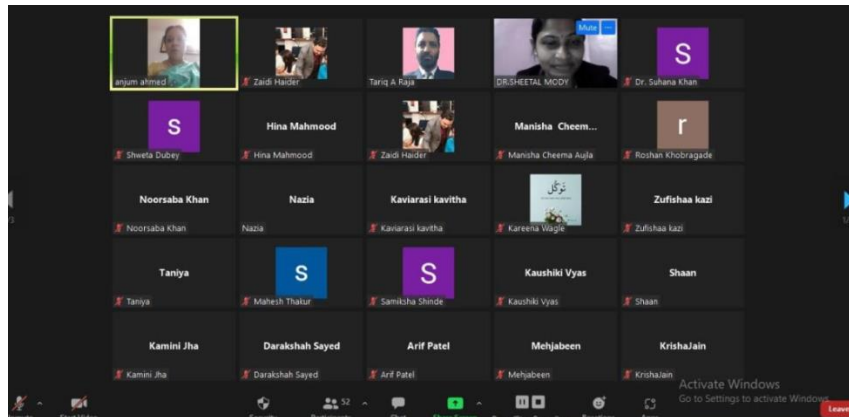 Mute
anjum ahmed
Zaidi Haider
Tariq A Raja
DR.SHEETAL MODY
S
Dr. Suhana Khan
S
Shweta Dubey
Hina Mahmood
Hina Mahmood
Zaidi Haider
Manisha Cheem...
Manisha Cheema Aujla
r
Roshan Khobragade
Noorsaba Khan
Noorsaba Khan
Nazia
Nazia
Kaviarasi kavitha
Kaviarasi kavitha
تَوَكَّل
Kareena Wagle
Zufishaa kazi
Zufishaa kazi
Taniya
Taniya
S
Mahesh Thakur
S
Samiksha Shinde
Kaushiki Vyas
Kaushiki Vyas
Shaan
Shaan
Kamini Jha
Kamini Jha
Darakshah Sayed
Darakshah Sayed
Arif Patel
Arif Patel
Mehjabeen
Mehjabeen
KrishaJain
KrishaJain
Activate Windows
Go to Settings to activate Windows.
52
Leave